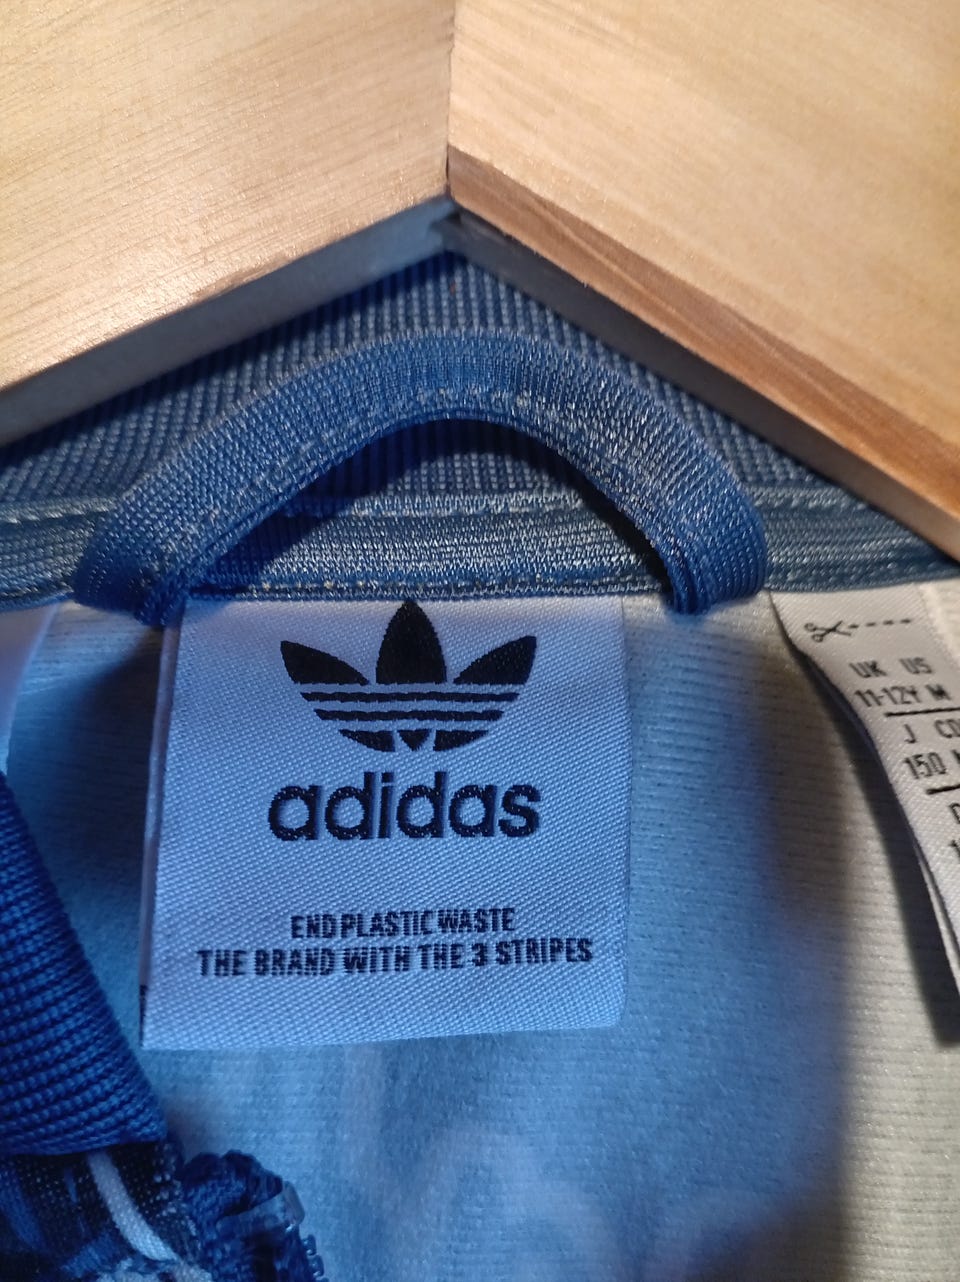 adidas
END PLASTIC WASTE
THE BRAND WITH THE 3 STRIPES
UK US
11-12Y M
J
150